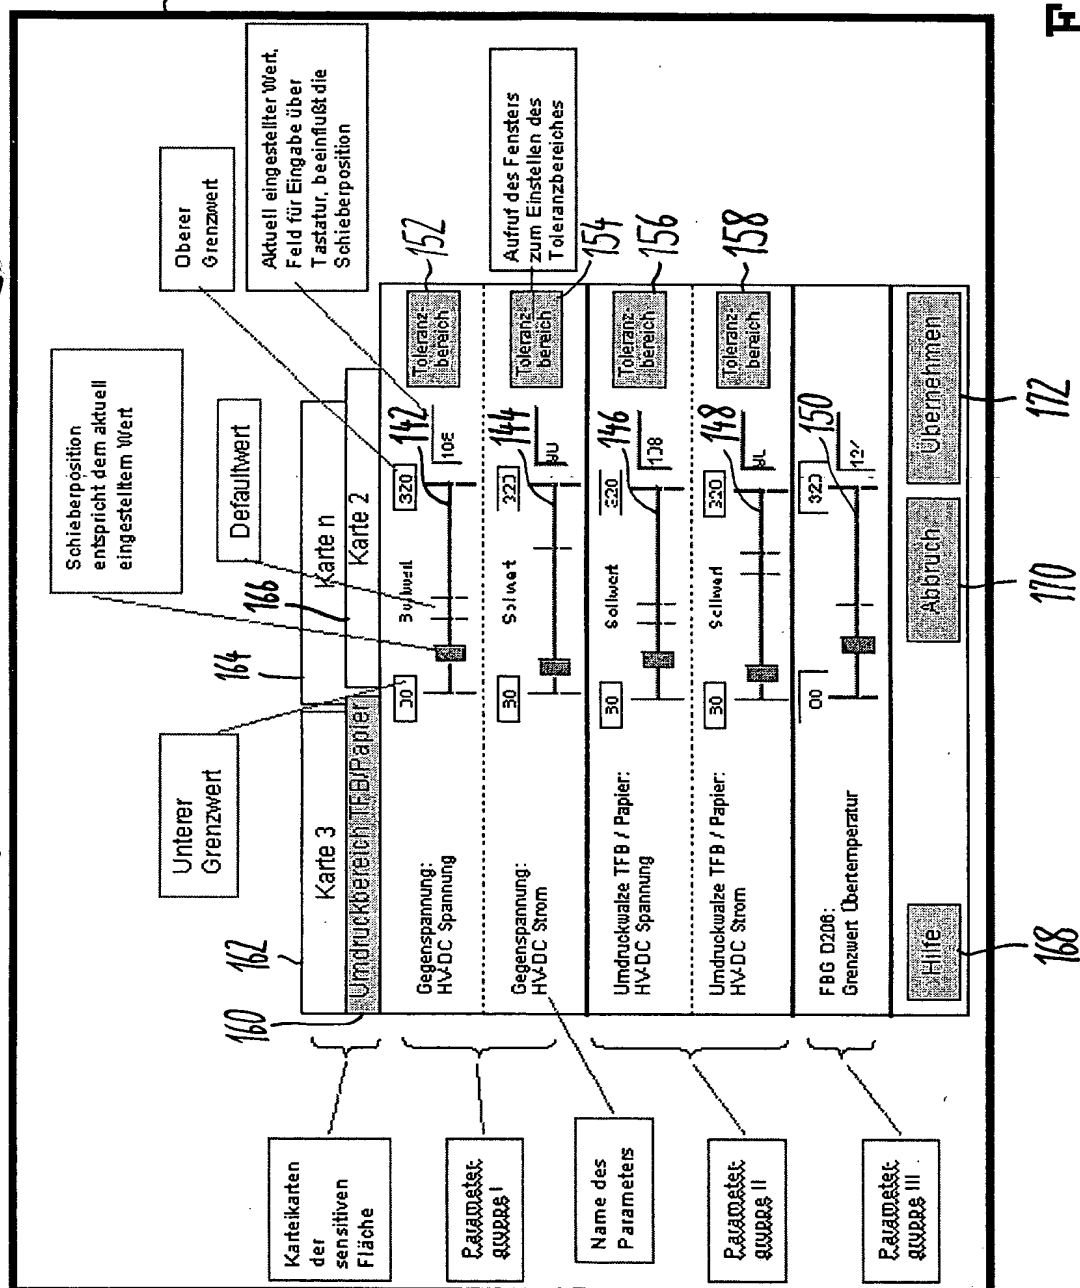 Schieberposition
entspricht dem aktuell
eingestelltem Wert
Oberer
Grenzwert
Aktuell eingestellter Wert,
Feld für Eingabe über
Tastatur, beeinflußt die
Schieberposition
Unterer
Grenzwert
Defaultwert
Karteikarten
der
sensitiven
Fläche
162
Karte 3
164
Karte n
160
Umdruckbereich TFB/Papier
166
Karte 2
Parameter-
gruppe I
Gegenspannung:
HV-DC Spannung
320
142
108
Toleranz-
bereich
152
Gegenspannung:
HV-DC Strom
30
320
144
Toleranz-
bereich
154
Aufruf des Fensters
zum Einstellen des
Toleranzbereiches
Name des
Parameters
Parameter-
gruppe II
Umdruckwalze TFB / Papier:
HV-DC Spannung
30
Sollwert
320
146
108
Toleranz-
bereich
156
Umdruckwalze TFB / Papier:
HV-DC Strom
30
Sollwert
320
148
Toleranz-
bereich
158
Parameter-
gruppe III
FBG D206:
Grenzwert Übertemperatur
320
150
Hilfe
Abbruch
Übernehmen
168
170
172